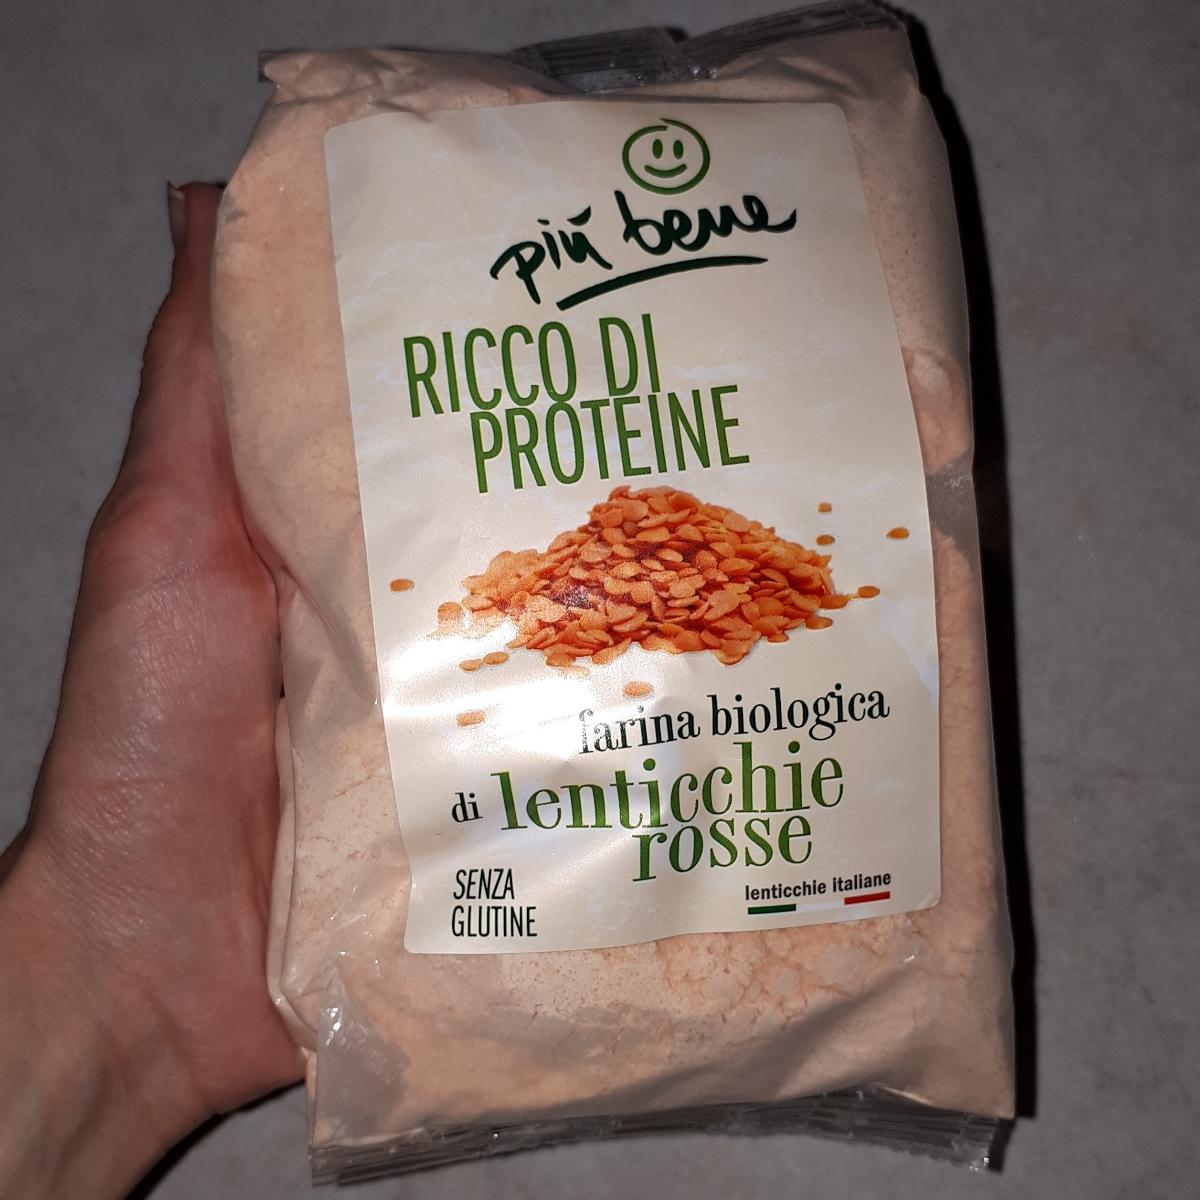 più bene
RICCO DI
PROTEINE
farina biologica
di lenticchie
rosse
SENZA
GLUTINE
lenticchie italiane